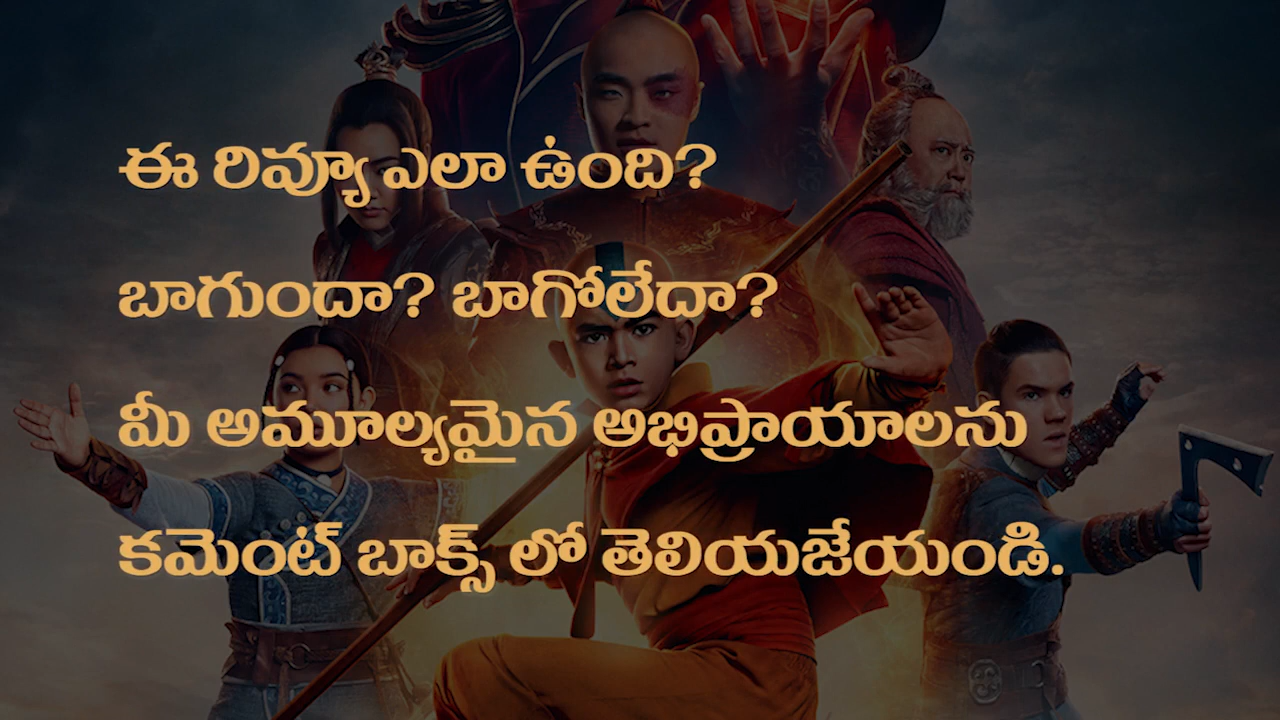 ఈ రివ్యూ ఎలా ఉంది?
బాగుందా? బాగోలేదా?
మీ అమూల్యమైన అభిప్రాయాలను
కమెంట్ బాక్స్ లో తెలియజేయండి.